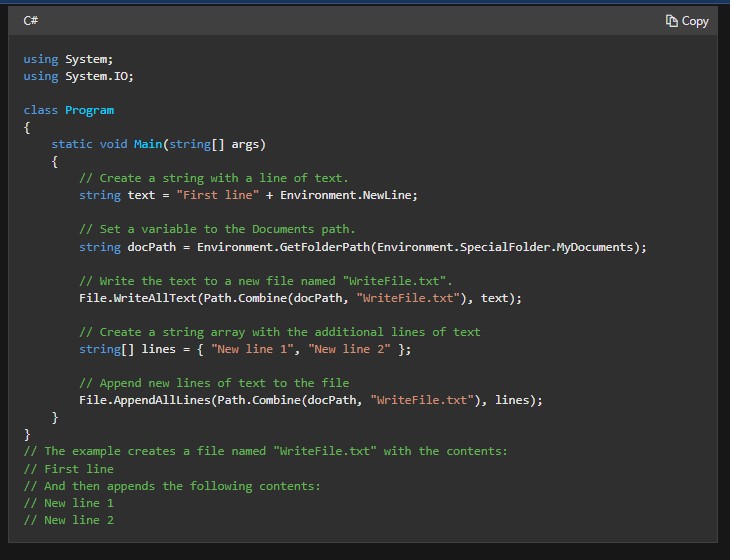 C#
Copy
using System;
using System.IO;
class Program
{
    static void Main(string[] args)
    {
        // Create a string with a line of text.
        string text = "First line" + Environment.NewLine;
        // Set a variable to the Documents path.
        string docPath = Environment.GetFolderPath(Environment.SpecialFolder.MyDocuments);
        // Write the text to a new file named "WriteFile.txt".
        File.WriteAllText(Path.Combine(docPath, "WriteFile.txt"), text);
        // Create a string array with the additional lines of text
        string[] lines = { "New line 1", "New line 2" };
        // Append new lines of text to the file
        File.AppendAllLines(Path.Combine(docPath, "WriteFile.txt"), lines);
    }
}
// The example creates a file named "WriteFile.txt" with the contents:
// First line
// And then appends the following contents:
// New line 1
// New line 2